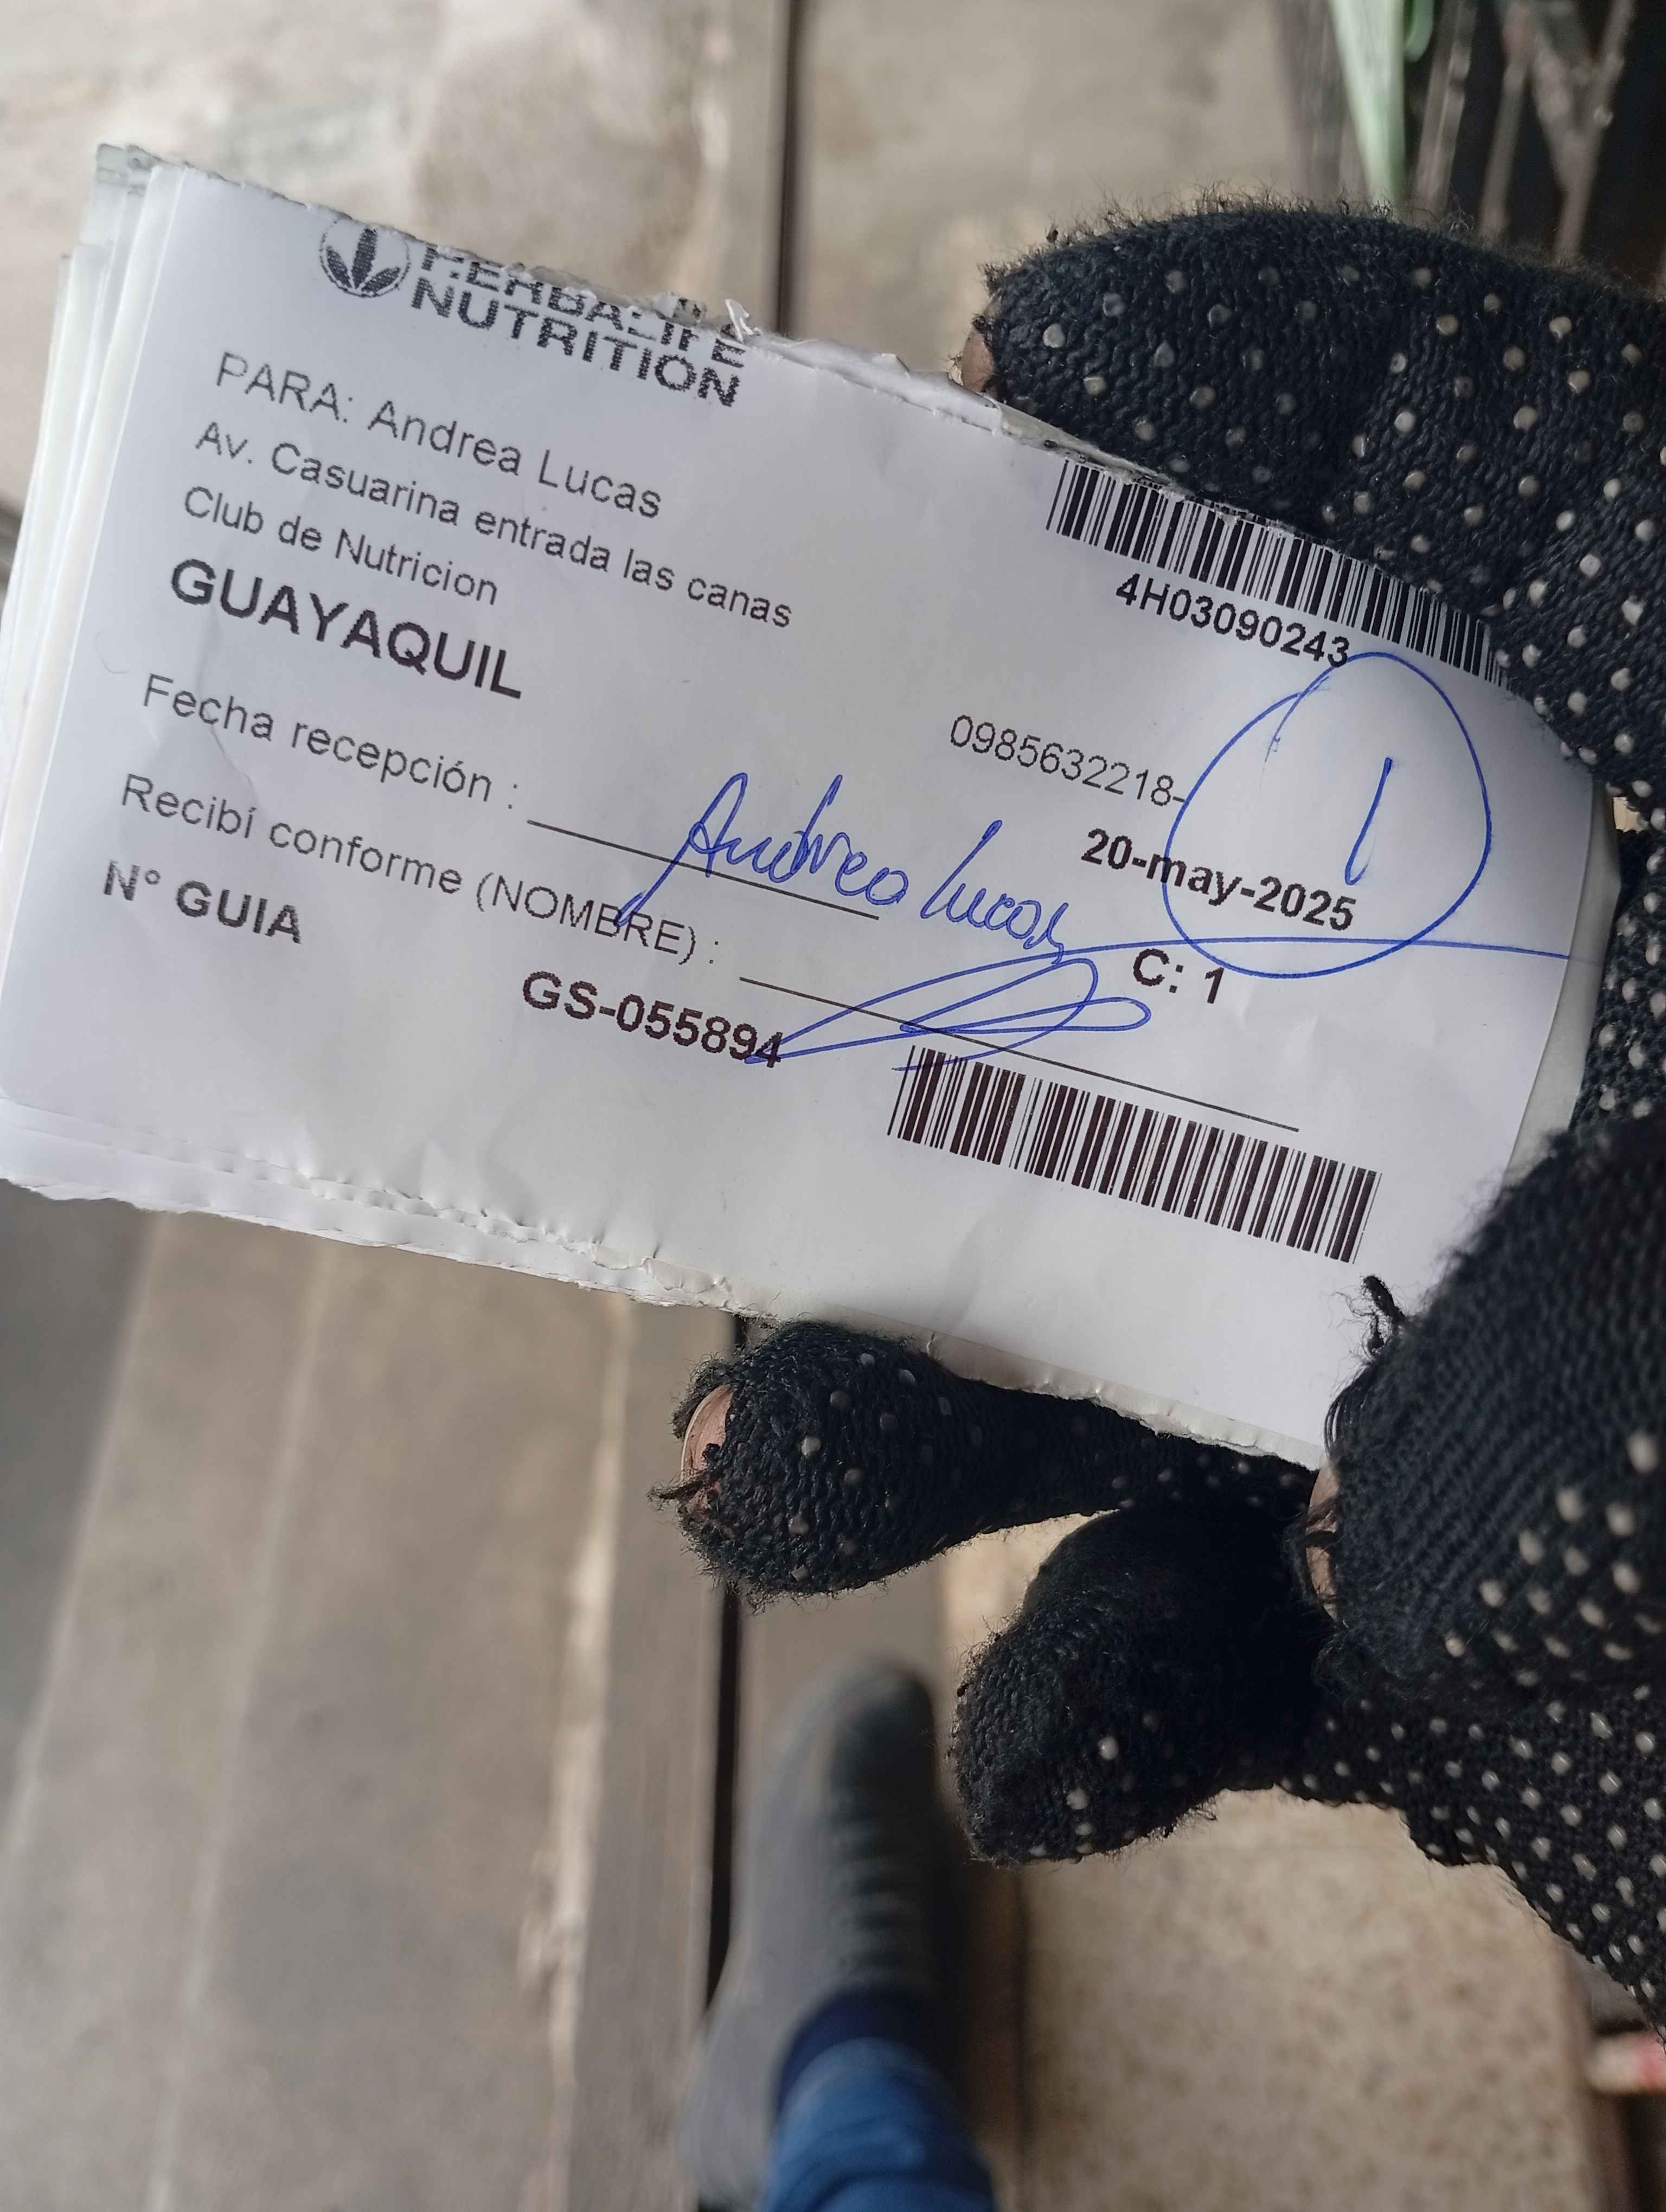 HERBALIFE
NUTRITION
4H03090243
PARA: Andrea Lucas
Av. Casuarina entrada las canas
Club de Nutricion
GUAYAQUIL
0985632218-
1
Fecha recepción :
20-may-2025
Andrea Lucas
Recibí conforme (NOMBRE) :
C: 1
N° GUIA
GS-055894